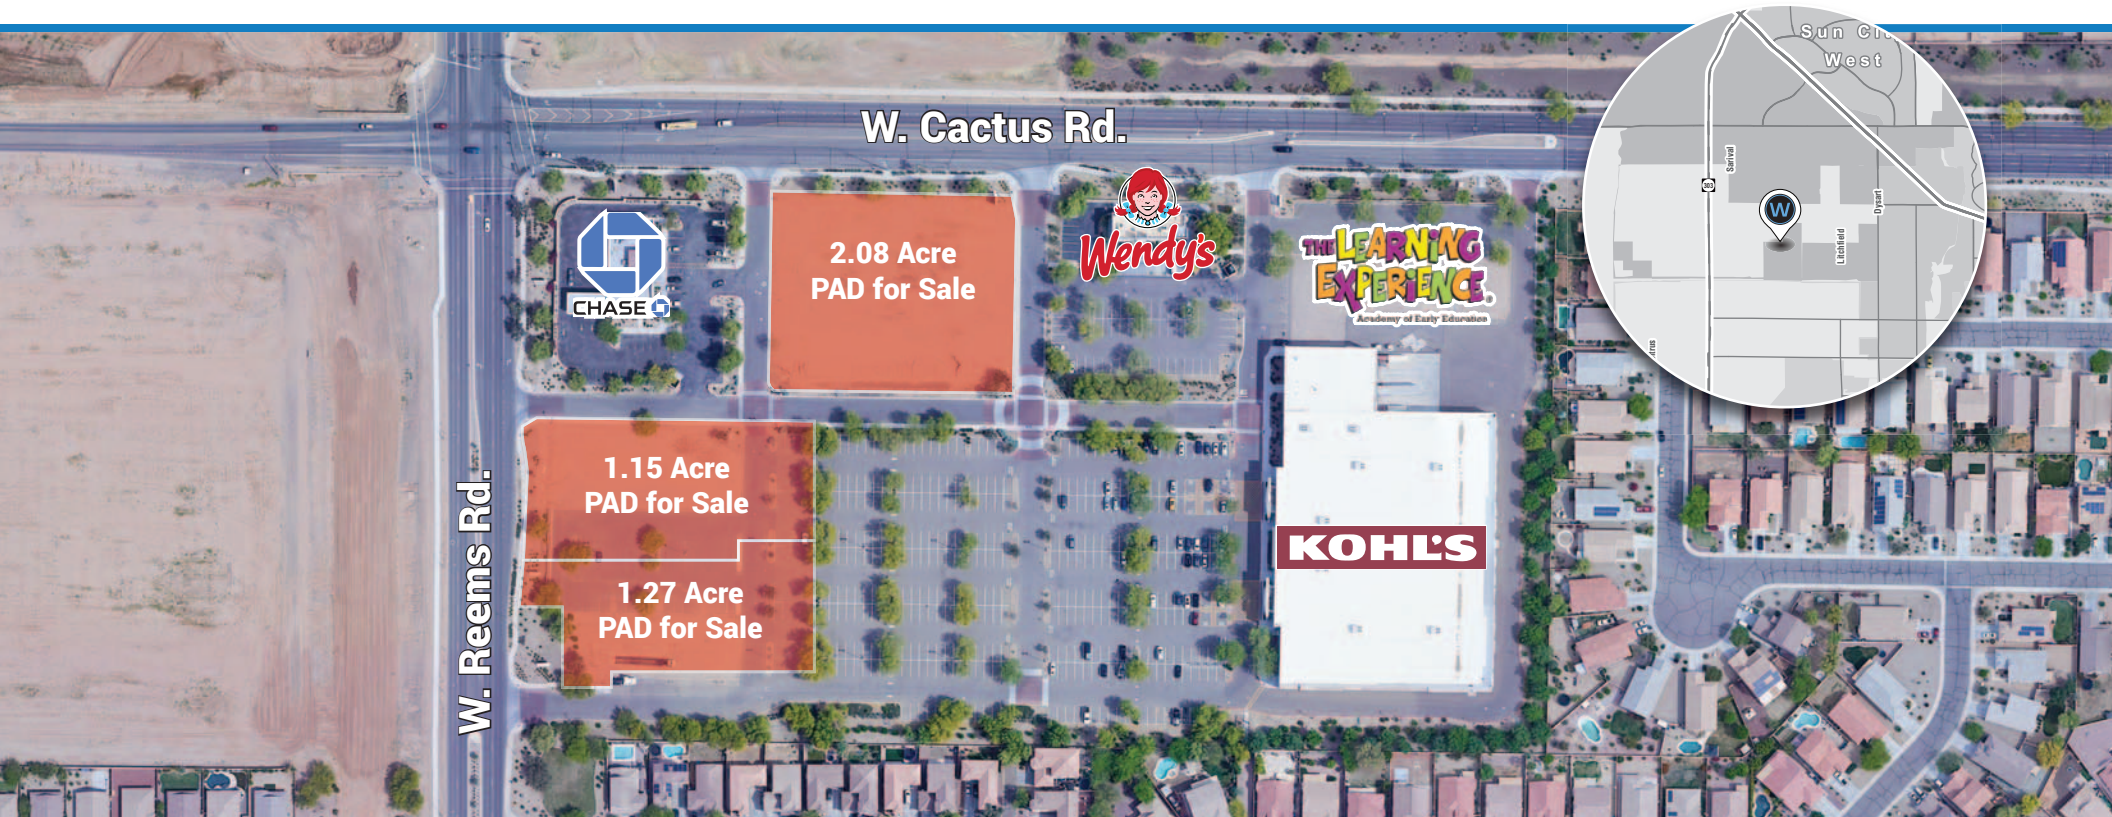 W. Cactus Rd.
W. Reems Rd.
CHASE
2.08 Acre
PAD for Sale
Wendy's
THE LEARNING
EXPERIENCE
Academy of Early Education
1.15 Acre
PAD for Sale
1.27 Acre
PAD for Sale
KOHL'S
Sun
West
Sarival
303
W
Dysart
Litchfield